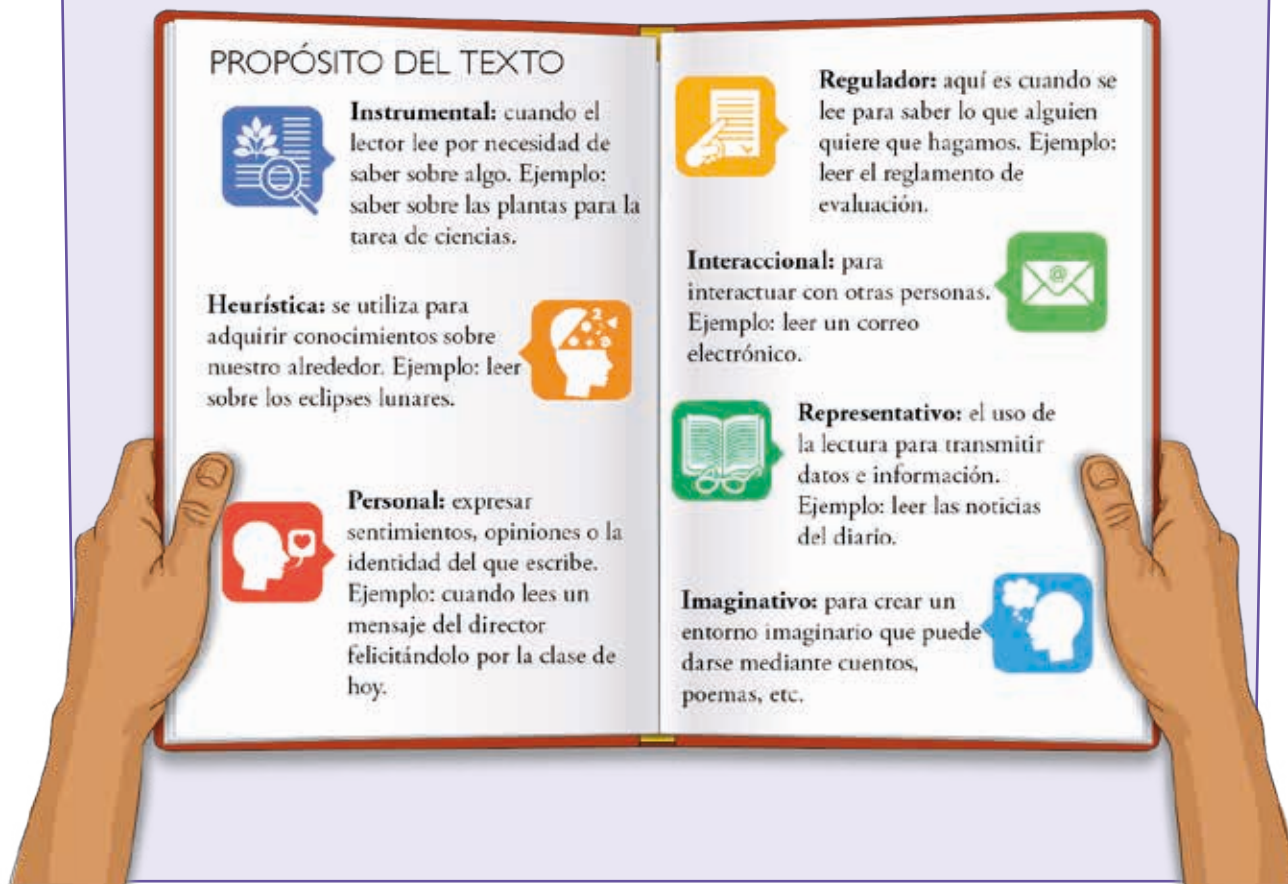 PROPÓSITO DEL TEXTO
Instrumental: cuando el
lector lee por necesidad de
saber sobre algo. Ejemplo:
saber sobre las plantas para la
tarea de ciencias.
Heurística: se utiliza para
adquirir conocimientos sobre
nuestro alrededor. Ejemplo: leer
sobre los eclipses lunares.
Personal: expresar
sentimientos, opiniones o la
identidad del que escribe.
Ejemplo: cuando lees un
mensaje del director
felicitándolo por la clase de
hoy.
Regulador: aquí es cuando se
lee para saber lo que alguien
quiere que hagamos. Ejemplo:
leer el reglamento de
evaluación.
Interaccional: para
interactuar con otras personas.
Ejemplo: leer un correo
electrónico.
Representativo: el uso de
la lectura para transmitir
datos e información.
Ejemplo: leer las noticias
del diario.
Imaginativo: para crear un
entorno imaginario que puede
darse mediante cuentos,
poemas, etc.